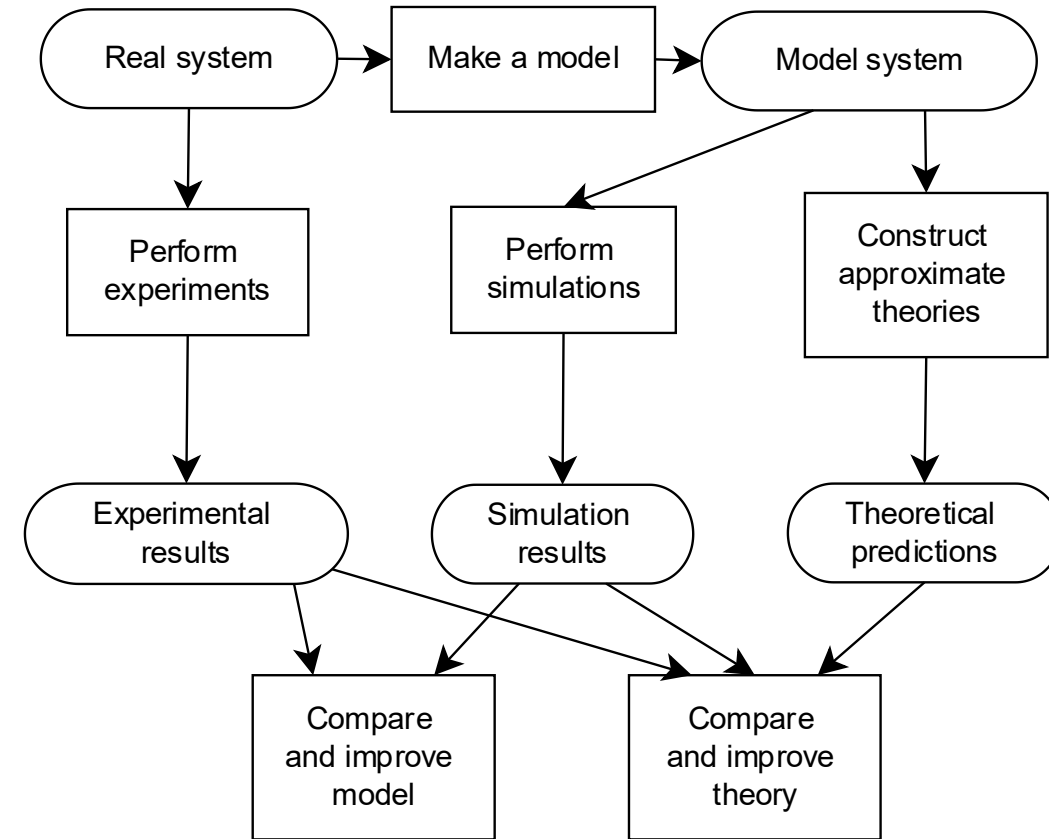 Real system
Make a model
Model system
Perform
experiments
Perform
simulations
Construct
approximate
theories
Experimental
results
Simulation
results
Theoretical
predictions
Compare
and improve
model
Compare
and improve
theory